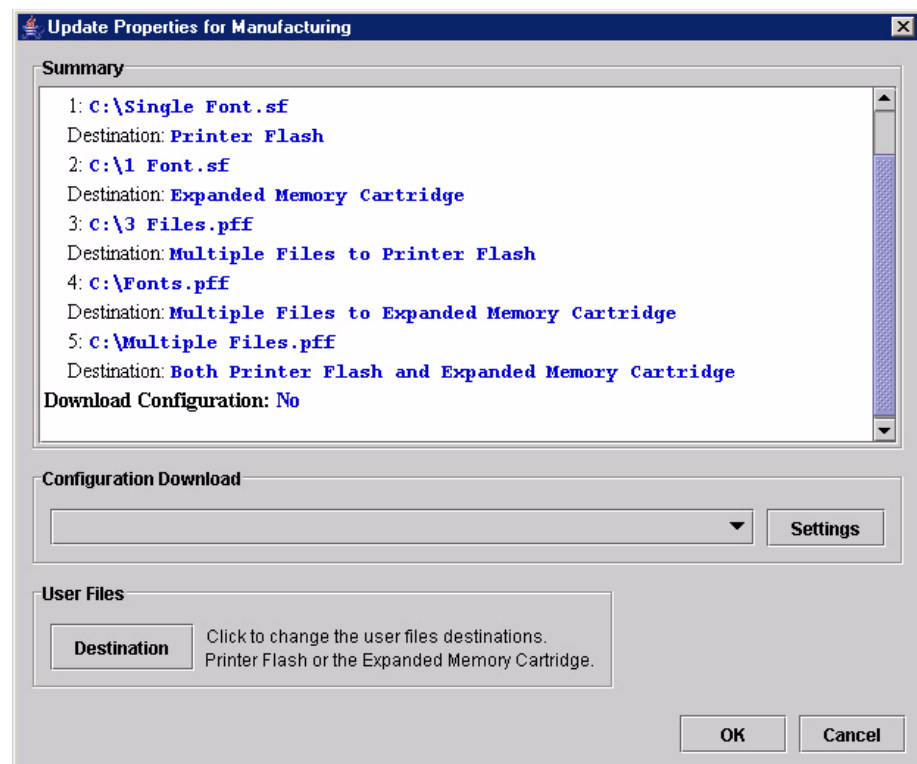 Update Properties for Manufacturing
Summary
1: C:\Single Font.sf
Destination: Printer Flash
2: C:\1 Font.sf
Destination: Expanded Memory Cartridge
3: C:\3 Files.pff
Destination: Multiple Files to Printer Flash
4: C:\Fonts.pff
Destination: Multiple Files to Expanded Memory Cartridge
5: C:\Multiple Files.pff
Destination: Both Printer Flash and Expanded Memory Cartridge
Download Configuration: No
Configuration Download
Settings
User Files
Destination
Click to change the user files destinations.
Printer Flash or the Expanded Memory Cartridge.
OK
Cancel